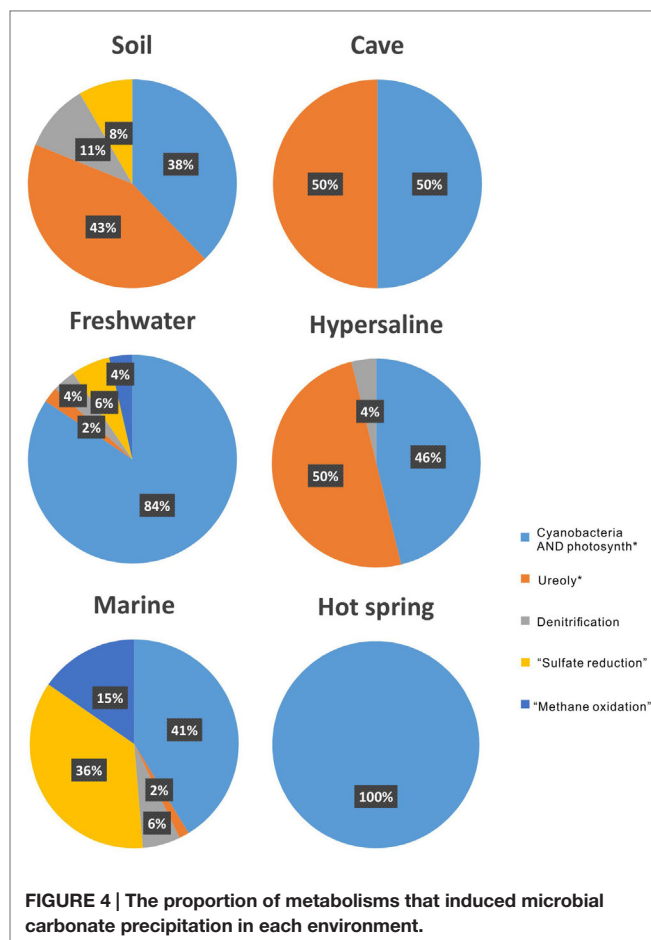 Soil
Cave
8%
11%
38%
43%
50%
50%
Freshwater
Hypersaline
4%
4%
6%
2%
84%
4%
50%
46%
Cyanobacteria
AND photosynth*
Ureoly*
Denitrification
"Sulfate reduction"
"Methane oxidation"
Marine
Hot spring
15%
41%
36%
2%
6%
100%
FIGURE 4 | The proportion of metabolisms that induced microbial
carbonate precipitation in each environment.